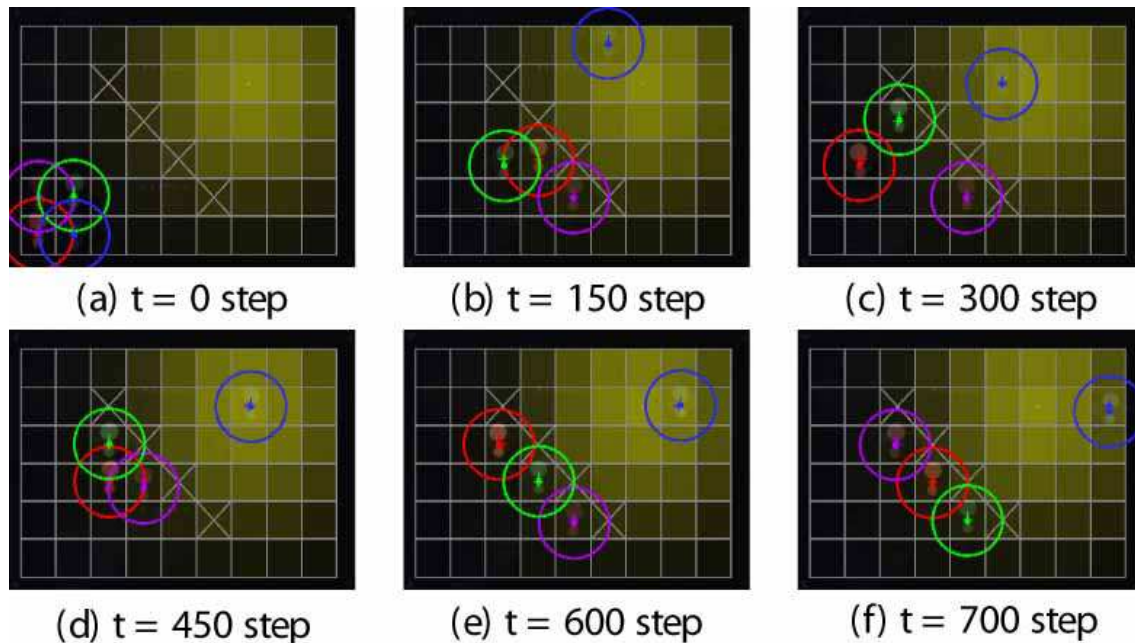 (a) t = 0 step
(b) t = 150 step
(c) t = 300 step
(d) t = 450 step
(e) t = 600 step
(f) t = 700 step